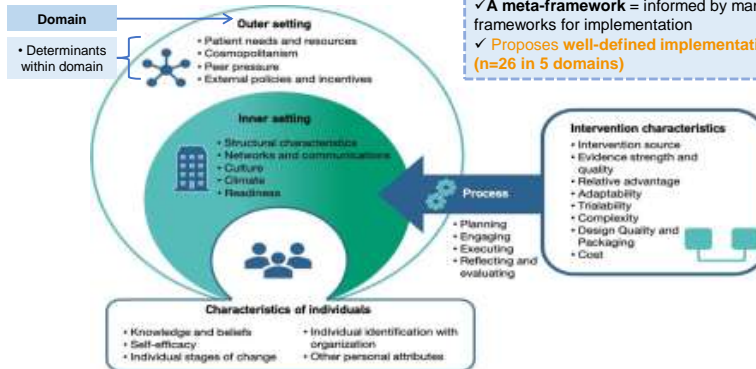 Domain
• Determinants
within domain
✓A meta-framework = informed by
frameworks for implementation
✓ Proposes well-defined
(n=26 in 5 domains)
Outer setting
• Patient needs and resources
• Cosmopolitanism
• Peer pressure
• External policies and incentives
Inner setting
• Structural characteristics
• Networks and communications
• Culture
• Climate
• Readiness
Process
• Planning
• Engaging
• Executing
• Reflecting and
evaluating
Intervention characteristics
• Intervention source
• Evidence strength and
quality
• Relative advantage
• Adaptability
• Trialability
• Complexity
• Design Quality and
Packaging
• Cost
Characteristics of individuals
• Knowledge and beliefs
• Self-efficacy
• Individual stages of change
• Individual identification with
organization
• Other personal attributes